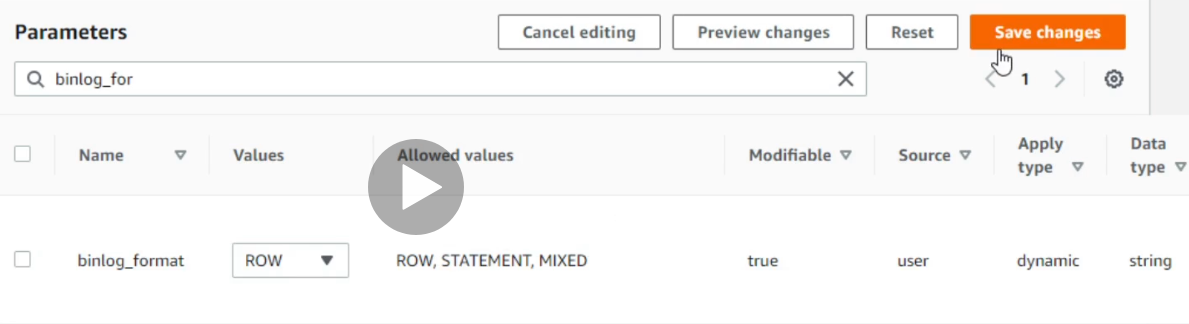 Parameters
Cancel editing
Preview changes
Reset
Save changes
binlog_for
1
Name
Values
Allowed values
Modifiable
Source
Apply
type
Data
type
binlog_format
ROW
ROW, STATEMENT, MIXED
true
user
dynamic
string